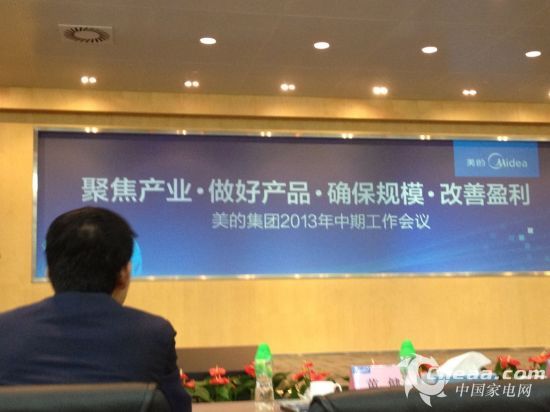 美的 Midea
聚焦产业·做好产品·确保规模·改善盈利
美的集团2013年中期工作会议
cheaa.com
中国家电网